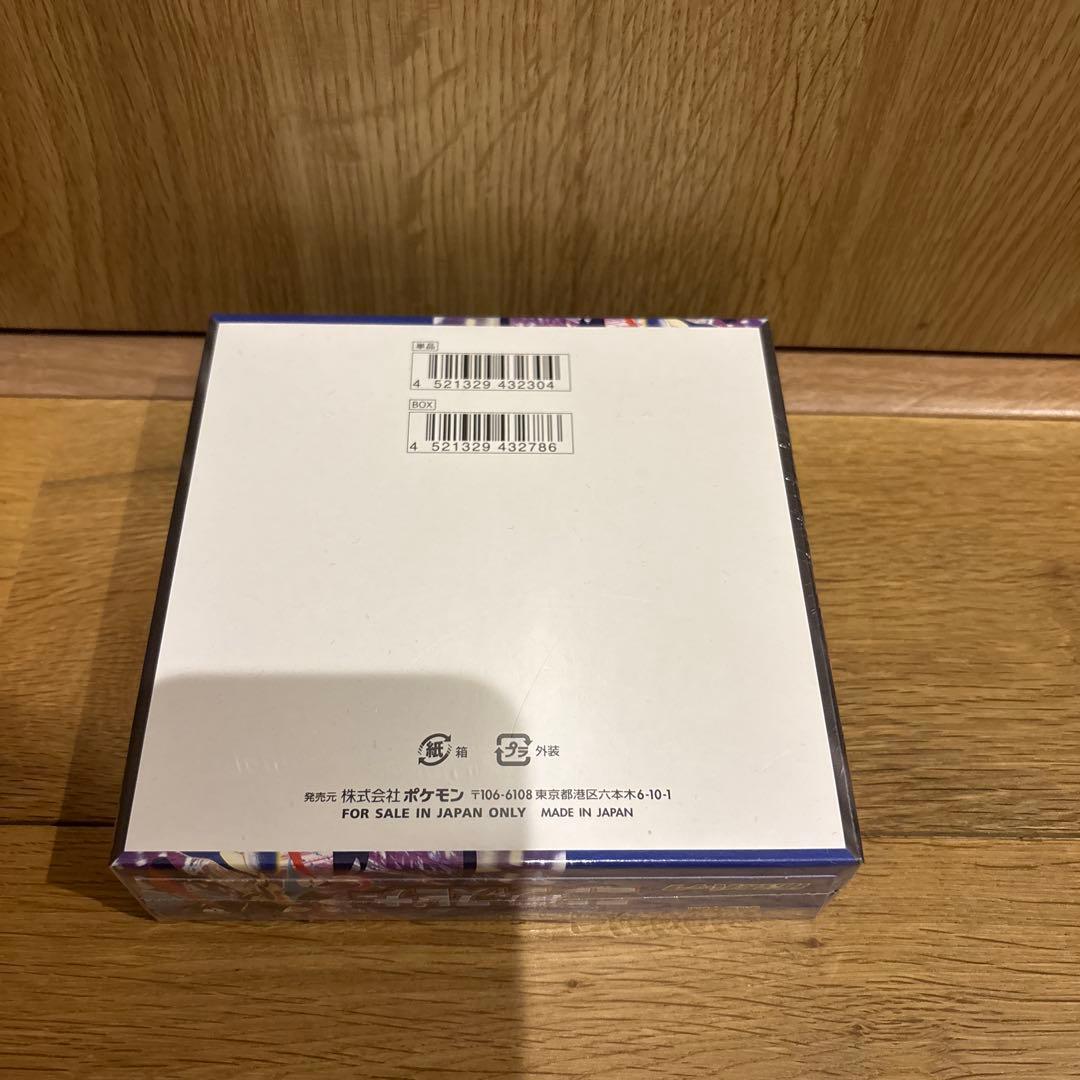 単品
4 521329 432304
BOX
4 521329 432786
紙 箱 プラ 外装
発売元 株式会社 ポケモン 〒106-6108 東京都港区六本木6-10-1
FOR SALE IN JAPAN ONLY MADE IN JAPAN